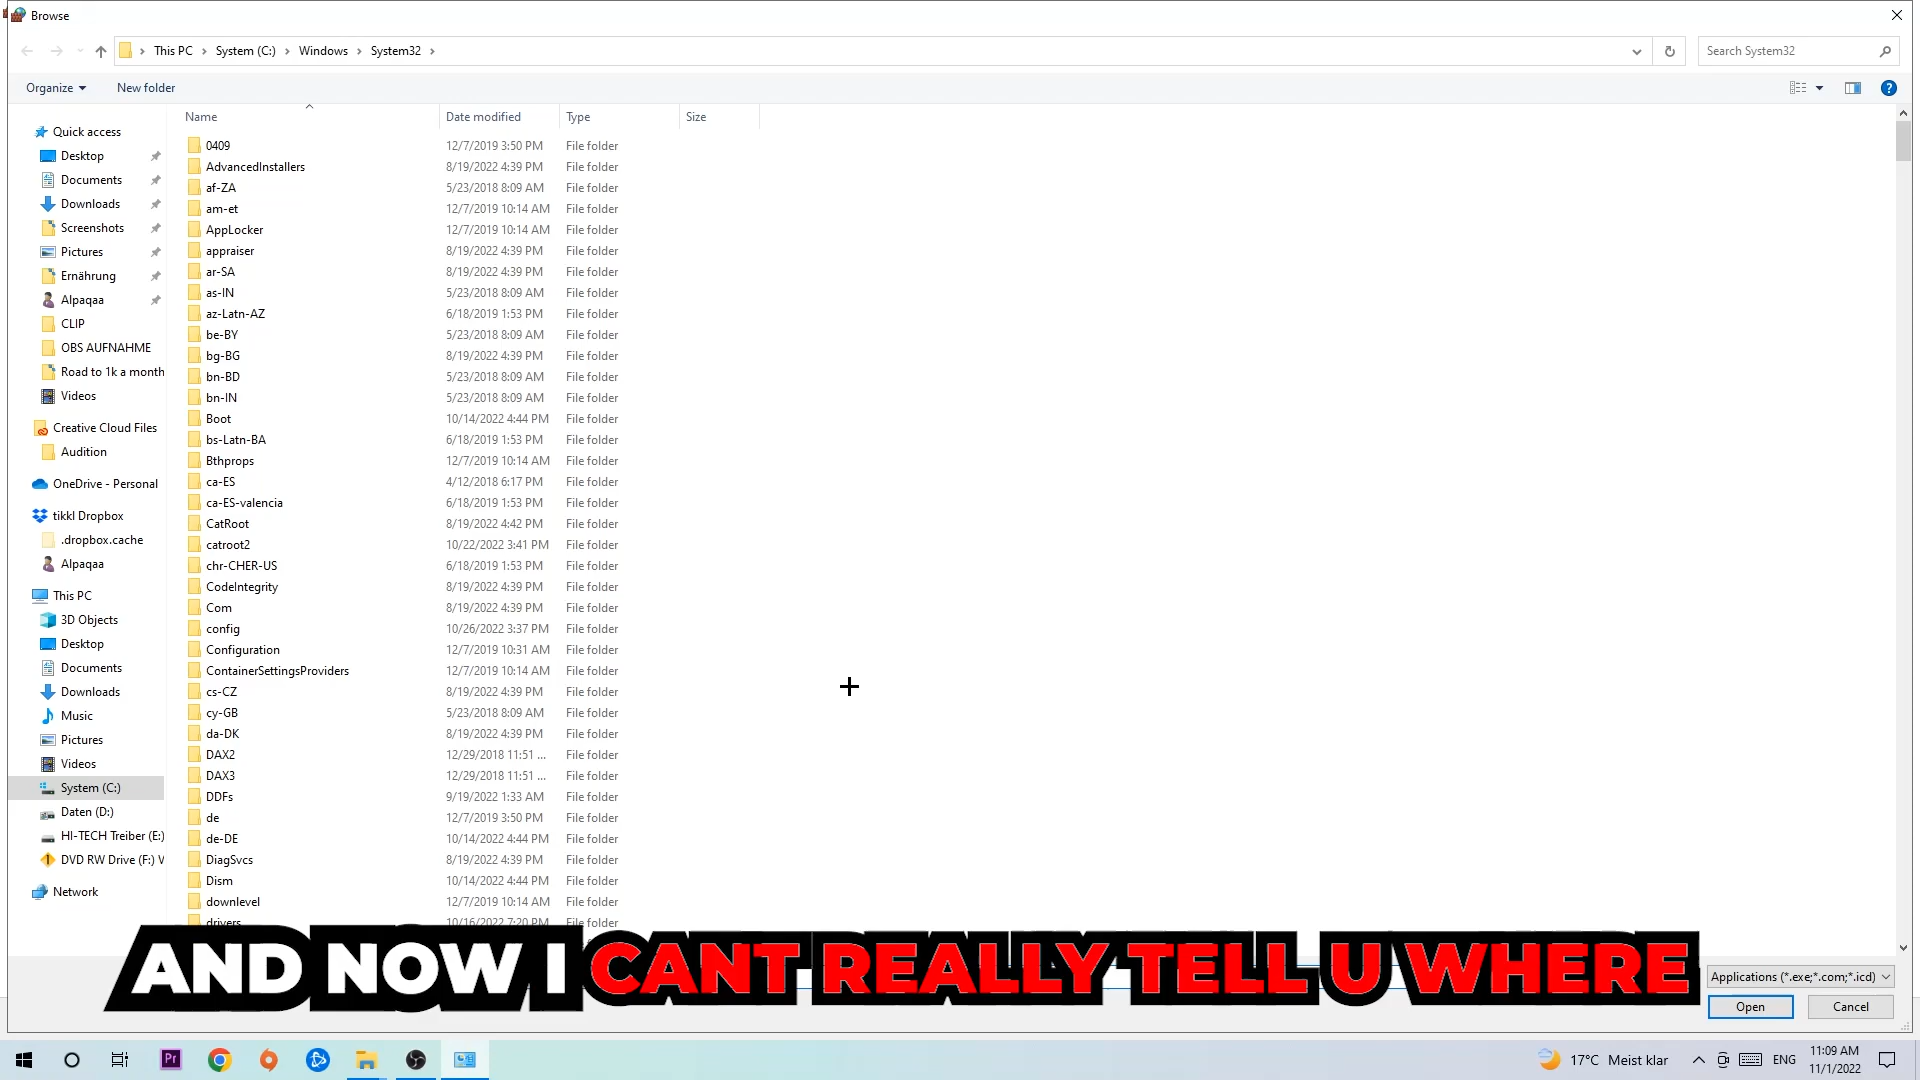 Browse
This PC > System (C:) > Windows > System32 >
Search System32
Organize
New folder
?
Name Date modified Type Size
Quick access
Desktop
Documents
Downloads
Screenshots
Pictures
Ernährung
Alpaqaa
CLIP
OBS AUFNAHME
Road to 1k a month
Videos
Creative Cloud Files
Audition
OneDrive - Personal
tikkl Dropbox
.dropbox.cache
Alpaqaa
This PC
3D Objects
Desktop
Documents
Downloads
Music
Pictures
Videos
System (C:)
Daten (D:)
HI-TECH Treiber (E:)
DVD RW Drive (F:) V
Network
0409 12/7/2019 3:50 PM File folder
AdvancedInstallers 8/19/2022 4:39 PM File folder
af-ZA 5/23/2018 8:09 AM File folder
am-et 12/7/2019 10:14 AM File folder
AppLocker 12/7/2019 10:14 AM File folder
appraiser 8/19/2022 4:39 PM File folder
ar-SA 8/19/2022 4:39 PM File folder
as-IN 5/23/2018 8:09 AM File folder
az-Latn-AZ 6/18/2019 1:53 PM File folder
be-BY 5/23/2018 8:09 AM File folder
bg-BG 8/19/2022 4:39 PM File folder
bn-BD 5/23/2018 8:09 AM File folder
bn-IN 5/23/2018 8:09 AM File folder
Boot 10/14/2022 4:44 PM File folder
bs-Latn-BA 6/18/2019 1:53 PM File folder
Bthprops 12/7/2019 10:14 AM File folder
ca-ES 4/12/2018 6:17 PM File folder
ca-ES-valencia 6/18/2019 1:53 PM File folder
CatRoot 8/19/2022 4:42 PM File folder
catroot2 10/22/2022 3:41 PM File folder
chr-CHER-US 6/18/2019 1:53 PM File folder
CodeIntegrity 8/19/2022 4:39 PM File folder
Com 8/19/2022 4:39 PM File folder
config 10/26/2022 3:37 PM File folder
Configuration 12/7/2019 10:31 AM File folder
ContainerSettingsProviders 12/7/2019 10:14 AM File folder
cs-CZ 8/19/2022 4:39 PM File folder
cy-GB 5/23/2018 8:09 AM File folder
da-DK 8/19/2022 4:39 PM File folder
DAX2 12/29/2018 11:51 ... File folder
DAX3 12/29/2018 11:51 ... File folder
DDFs 9/19/2022 1:33 AM File folder
de 12/7/2019 3:50 PM File folder
de-DE 10/14/2022 4:44 PM File folder
DiagSvcs 8/19/2022 4:39 PM File folder
Dism 10/14/2022 4:44 PM File folder
downlevel 12/7/2019 10:14 AM File folder
drivers 10/16/2022 7:20 PM File folder
AND NOW I CANT REALLY TELL U WHERE
Applications (*.exe;*.com;*.icd)
Open Cancel
Pr
17°C Meist klar
ENG
11:09 AM
11/1/2022